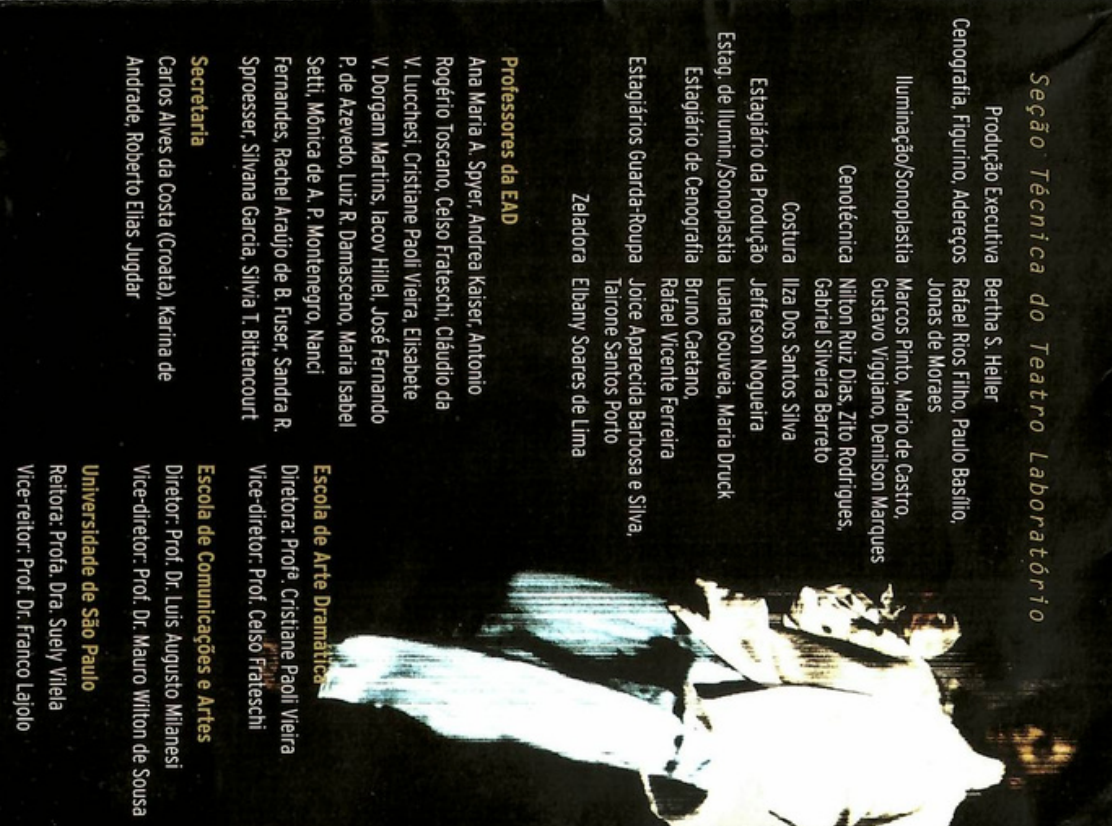 Seção Técnica do Teatro Laboratório
Produção Executiva Bertha S. Heller
Cenografia, Figurino, Adereços Rafael Rios Filho, Paulo Basílio,
Jonas de Moraes
Iluminação/Sonoplastia Marcos Pinto, Mario de Castro,
Gustavo Viggiano, Denilson Marques
Cenotécnica Nilton Ruiz Dias, Zito Rodrigues,
Gabriel Silveira Barreto
Costura Ilza Dos Santos Silva
Estagiário da Produção Jefferson Nogueira
Estag. de Ilumin/Sonoplastia Luana Gouveia, Maria Druck
Estagiário de Cenografia Bruno Caetano,
Rafael Vicente Ferreira
Estagiários Guarda-Roupa Joice Aparecida Barbosa e Silva,
Tairone Santos Porto
Zeladora Elbany Soares de Lima
Professores da EAD
Ana Maria A. Spyer, Andrea Kaiser, Antonio
Rogério Toscano, Celso Frateschi, Cláudio da
V. Lucchesi, Cristiane Paoli Vieira, Elisabete
V. Dorgam Martins, Iacov Hillel, José Fernando
P. de Azevedo, Luiz R. Damasceno, Maria Isabel
Setti, Mônica de A. P. Montenegro, Nanci
Fernandes, Rachel Araújo de B. Fuser, Sandra R.
Sproesser, Silvana Garcia, Silvia T. Bittencourt
Secretaria
Carlos Alves da Costa (Croata), Karina de
Andrade, Roberto Elias Jugdar
Escola de Arte Dramática
Diretora: Profª Cristiane Paoli Vieira
Vice-diretor: Prof. Celso Frateschi
Escola de Comunicações e Artes
Diretor: Prof. Dr. Luis Augusto Milanesi
Vice-diretor: Prof. Dr. Mauro Wilton de Sousa
Universidade de São Paulo
Reitora: Profa. Dra. Suely Vilela
Vice-reitor: Prof. Dr. Franco Lajolo